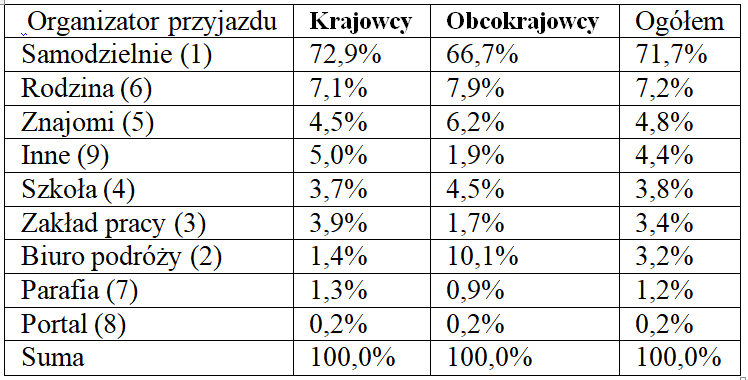 Organizator przyjazdu Krajowcy Obcokrajowcy Ogółem
Samodzielnie (1) 72,9% 66,7% 71,7%
Rodzina (6) 7,1% 7,9% 7,2%
Znajomi (5) 4,5% 6,2% 4,8%
Inne (9) 5,0% 1,9% 4,4%
Szkoła (4) 3,7% 4,5% 3,8%
Zakład pracy (3) 3,9% 1,7% 3,4%
Biuro podróży (2) 1,4% 10,1% 3,2%
Parafia (7) 1,3% 0,9% 1,2%
Portal (8) 0,2% 0,2% 0,2%
Suma 100,0% 100,0% 100,0%